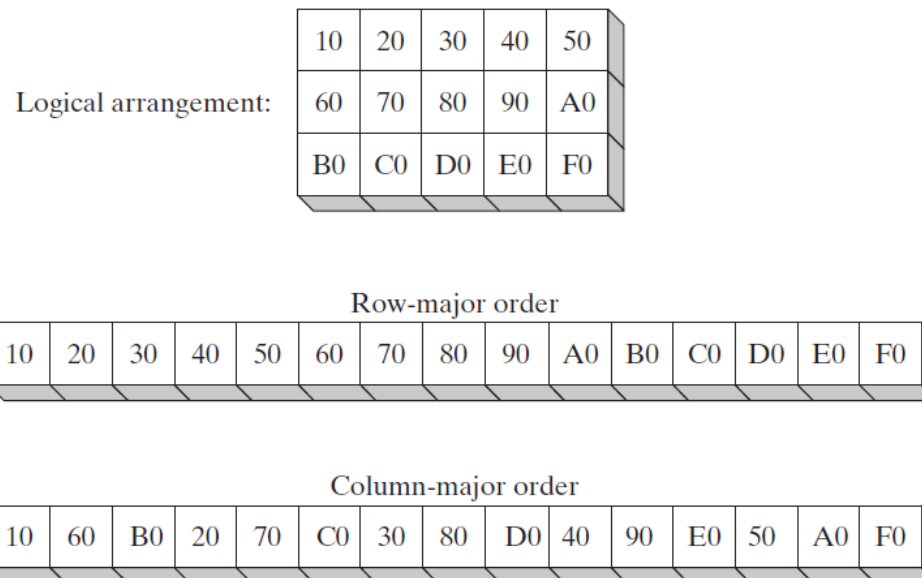 10 20 30 40 50
Logical arrangement: 60 70 80 90 A0
B0 C0 D0 E0 F0
Row-major order
10 20 30 40 50 60 70 80 90 A0 B0 C0 D0 E0 F0
Column-major order
10 60 B0 20 70 C0 30 80 D0 40 90 E0 50 A0 F0